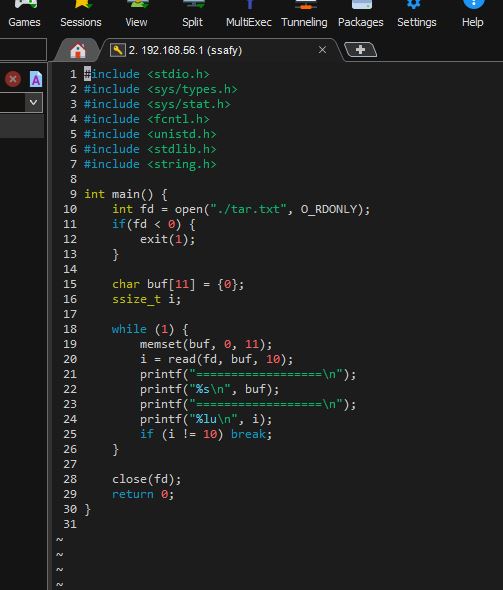 Games Sessions View Split MultiExec Tunneling Packages Settings Help
2. 192.168.56.1 (ssafy)
1 #include <stdio.h>
2 #include <sys/types.h>
3 #include <sys/stat.h>
4 #include <fcntl.h>
5 #include <unistd.h>
6 #include <stdlib.h>
7 #include <string.h>
8
9 int main() {
10     int fd = open("./tar.txt", O_RDONLY);
11     if(fd < 0) {
12         exit(1);
13     }
14
15     char buf[11] = {0};
16     ssize_t i;
17
18     while (1) {
19         memset(buf, 0, 11);
20         i = read(fd, buf, 10);
21         printf("==================\n");
22         printf("%s\n", buf);
23         printf("==================\n");
24         printf("%lu\n", i);
25         if (i != 10) break;
26     }
27
28     close(fd);
29     return 0;
30 }
31
~
~
~
~